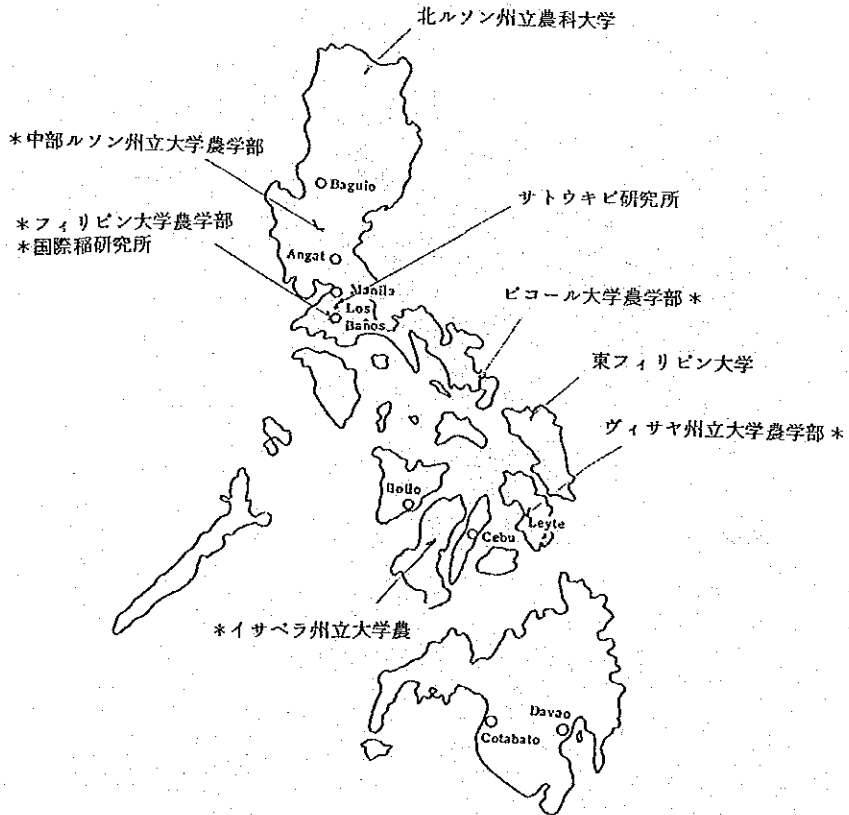 北ルソン州立農科大学
*中部ルソン州立大学農学部
Baguio
サトウキビ研究所
*フィリピン大学農学部
*国際稲研究所
Angat
Manila
ビコール大学農学部*
Los
Baños
東フィリピン大学
ヴィサヤ州立大学農学部*
Iloilo
Leyte
Cebu
*イサベラ州立大学農
Davao
Cotabato